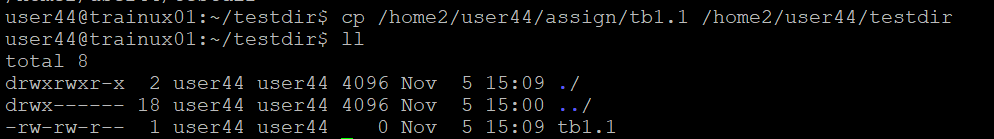 user44@trainux01:~/testdir$ cp /home2/user44/assign/tb1.1 /home2/user44/testdir
user44@trainux01:~/testdir$ ll
total 8
drwxrwxr-x  2 user44 user44 4096 Nov  5 15:09 ./
drwx------ 18 user44 user44 4096 Nov  5 15:00 ../
-rw-rw-r--  1 user44 user44    0 Nov  5 15:09 tb1.1